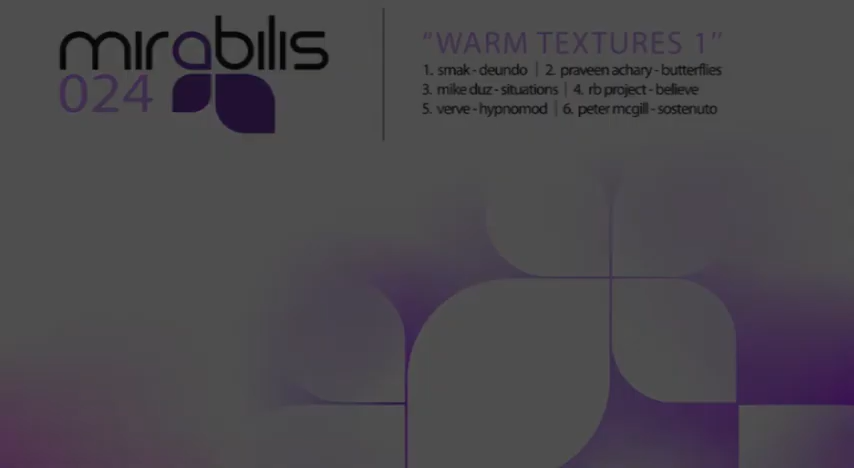 mirabilis
024
“WARM TEXTURES 1”
1. smak - deundo | 2. praveen achary - butterflies
3. mike duz - situations | 4. rb project - believe
5. verve - hypnomod | 6. peter mcgill - sostenuto